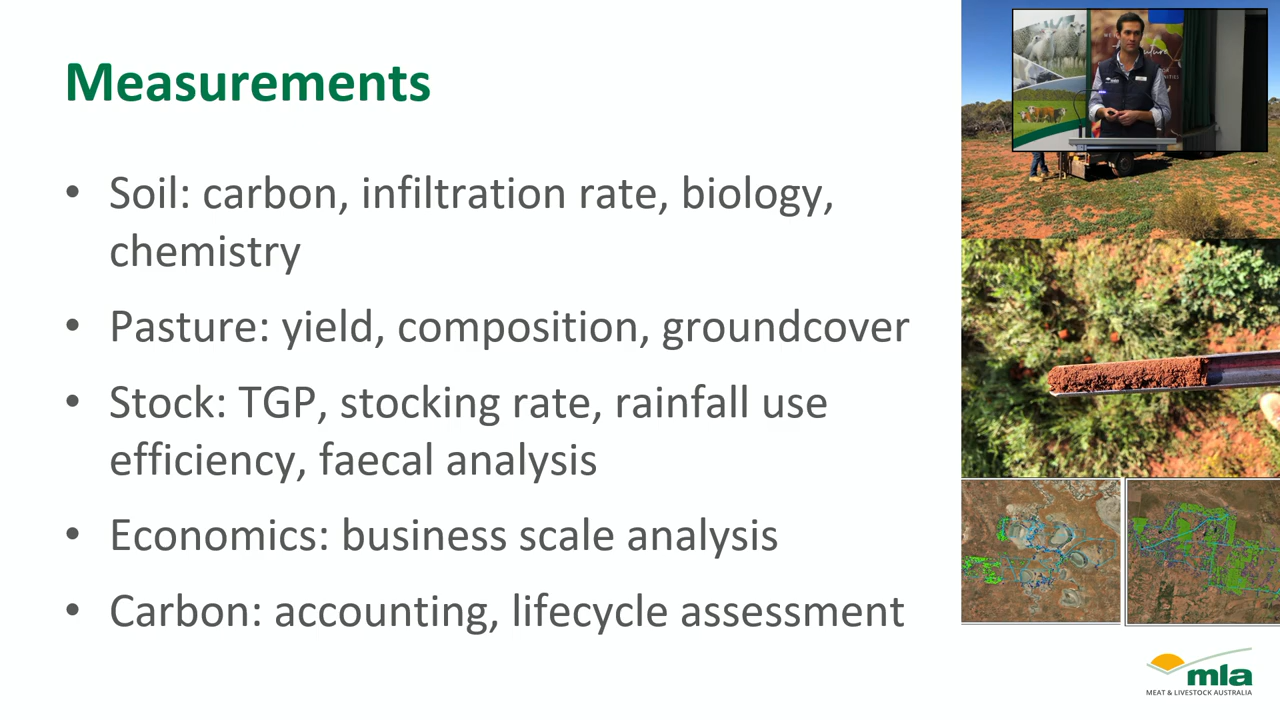 Measurements
• Soil: carbon, infiltration rate, biology,
chemistry
• Pasture: yield, composition, groundcover
• Stock: TGP, stocking rate, rainfall use
efficiency, faecal analysis
• Economics: business scale analysis
• Carbon: accounting, lifecycle assessment
mla
MEAT & LIVESTOCK AUSTRALIA